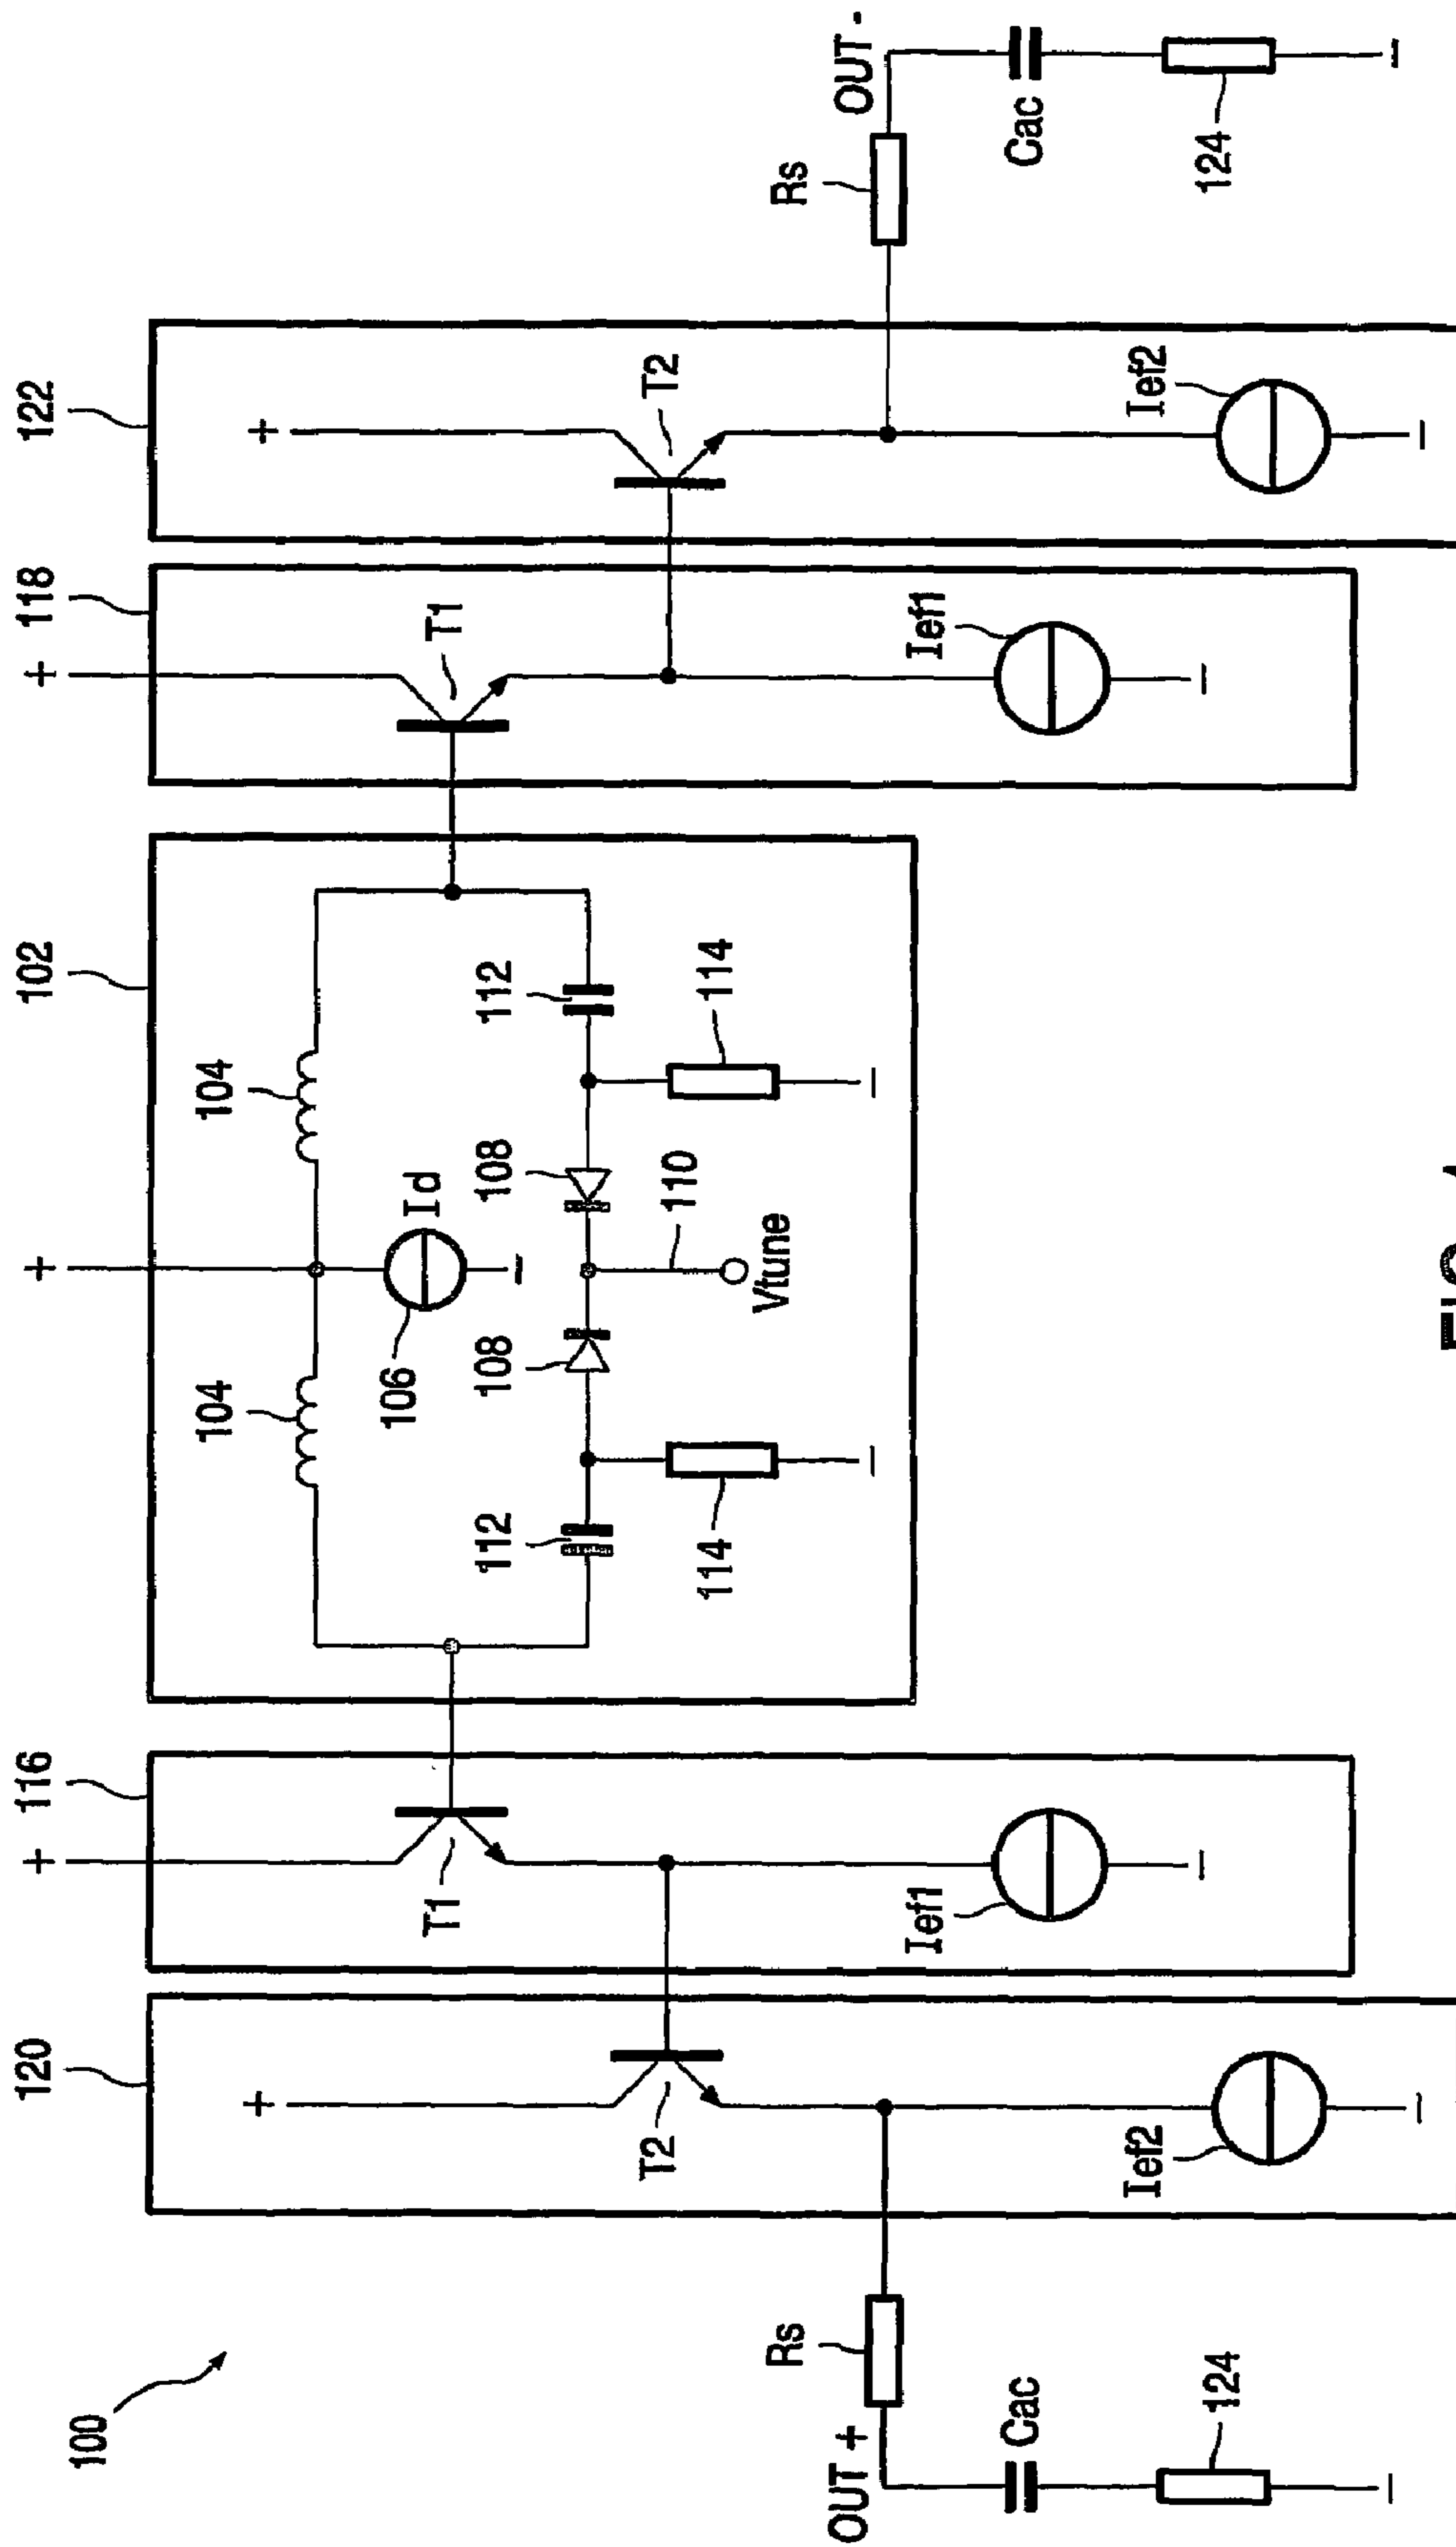 120 116 102 118 122
+ + +
100
104 104
+ +
106 Id
T1 T1
112 108 108 112
T2 T2
110
114 114
Vtune
Rs Rs
OUT + OUT -
Ief1 Ief1
Cac Cac
Ief2 Ief2
124 124